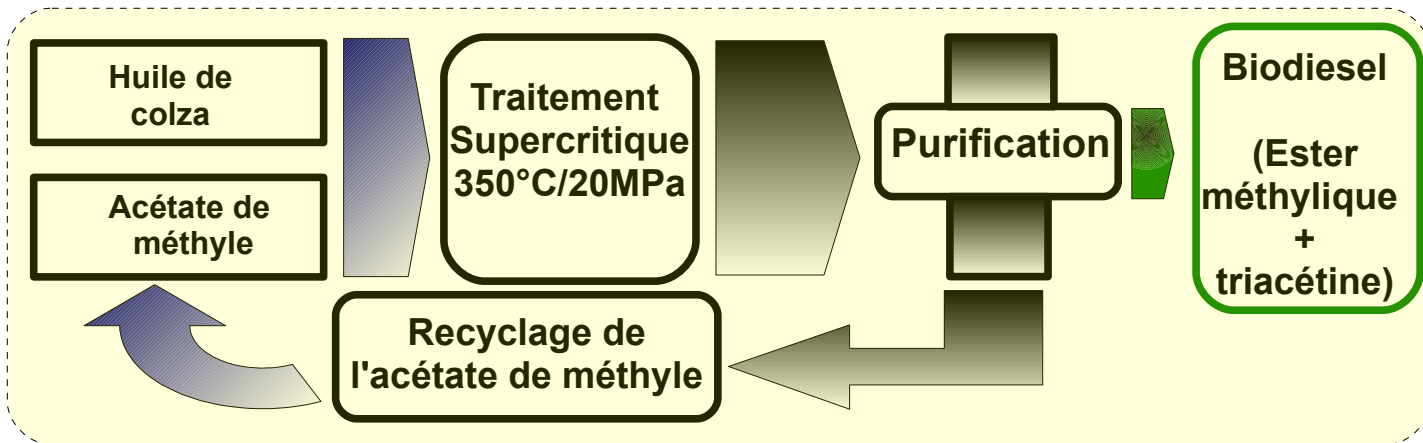 Huile de
colza
Acétate de
méthyle
Traitement
Supercritique
350°C/20MPa
Purification
Biodiesel
(Ester
méthylique
+
triacétine)
Recyclage de
l'acétate de méthyle